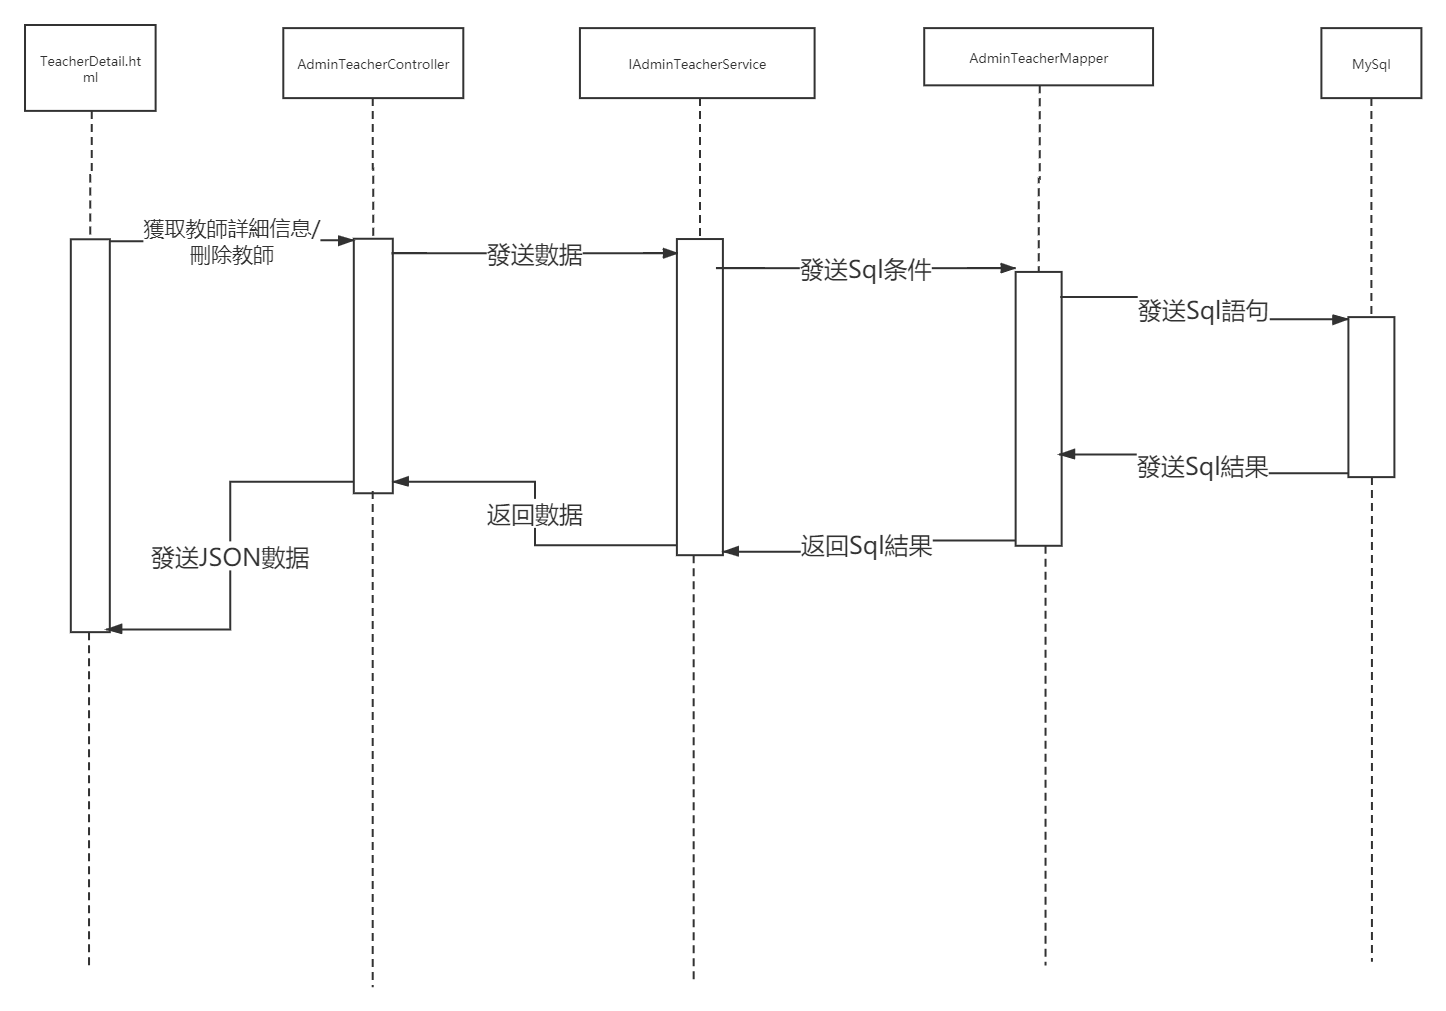 TeacherDetail.ht
ml
AdminTeacherController
IAdminTeacherService
AdminTeacherMapper
MySql
獲取教師詳細信息/
刪除教師
發送數据
發送Sql条件
發送Sql語句
發送Sql結果
返回數据
返回Sql結果
發送JSON數据